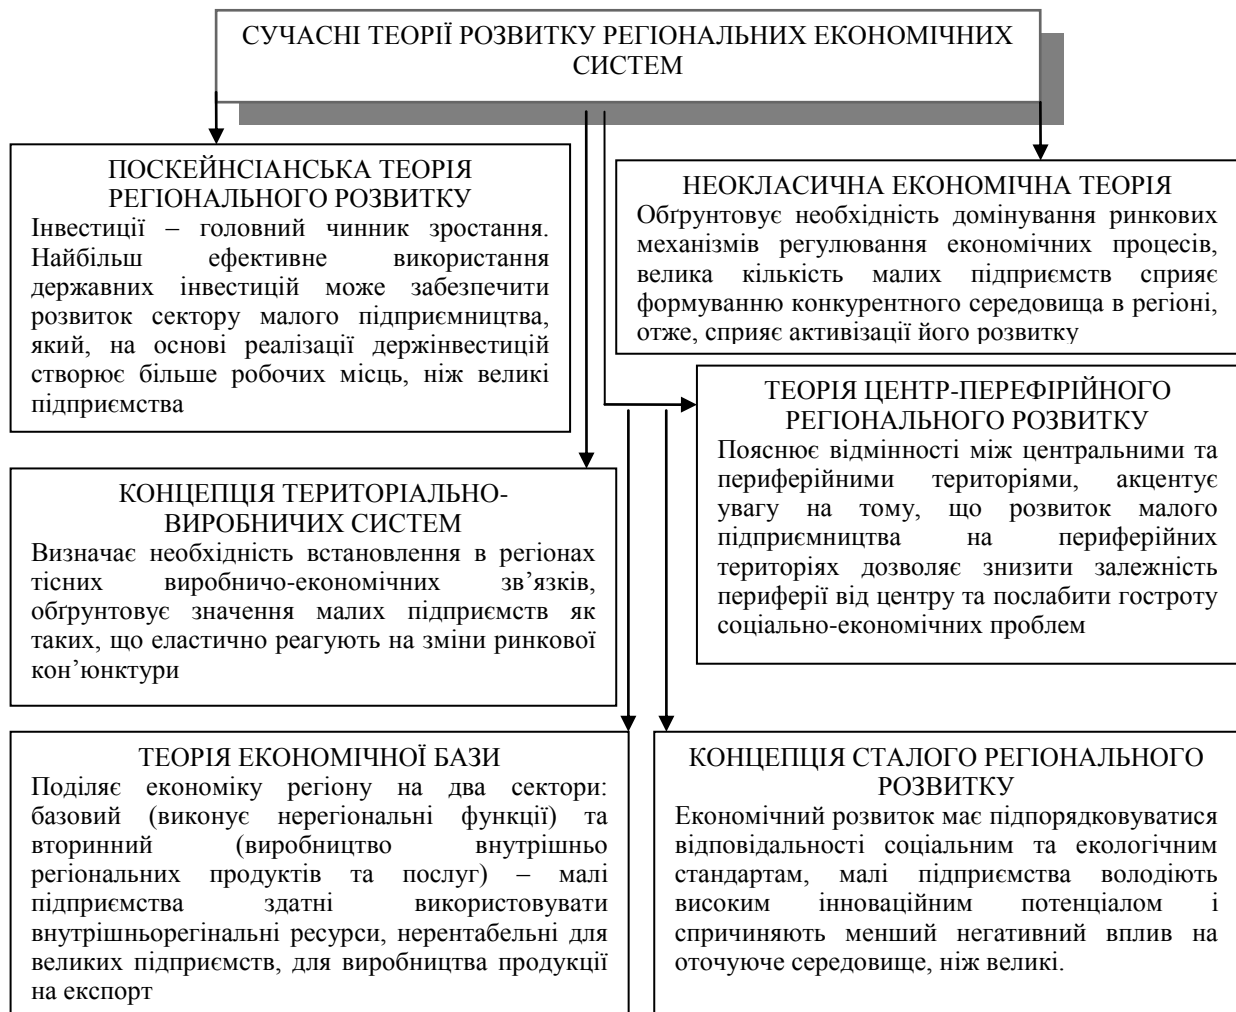 СУЧАСНІ ТЕОРІЇ РОЗВИТКУ РЕГІОНАЛЬНИХ ЕКОНОМІЧНИХ
СИСТЕМ
ПОСКЕЙНСІАНСЬКА ТЕОРІЯ
РЕГІОНАЛЬНОГО РОЗВИТКУ
Інвестиції – головний чинник зростання.
Найбільш ефективне використання
державних інвестицій може забезпечити
розвиток сектору малого підприємництва,
який, на основі реалізації держінвестицій
створює більше робочих місць, ніж великі
підприємства
НЕОКЛАСИЧНА ЕКОНОМІЧНА ТЕОРІЯ
Обґрунтовує необхідність домінування ринкових
механізмів регулювання економічних процесів,
велика кількість малих підприємств сприяє
формуванню конкурентного середовища в регіоні,
отже, сприяє активізації його розвитку
ТЕОРІЯ ЦЕНТР-ПЕРЕФІРІЙНОГО
РЕГІОНАЛЬНОГО РОЗВИТКУ
Пояснює відмінності між центральними та
периферійними територіями, акцентує
увагу на тому, що розвиток малого
підприємництва на периферійних
територіях дозволяє знизити залежність
периферії від центру та послабити гостроту
соціально-економічних проблем
КОНЦЕПЦІЯ ТЕРИТОРІАЛЬНО-
ВИРОБНИЧИХ СИСТЕМ
Визначає необхідність встановлення в регіонах
тісних виробничо-економічних зв’язків,
обґрунтовує значення малих підприємств як
таких, що еластично реагують на зміни ринкової
кон’юнктури
ТЕОРІЯ ЕКОНОМІЧНОЇ БАЗИ
Поділяє економіку регіону на два сектори:
базовий (виконує нерегіональні функції) та
вторинний (виробництво внутрішньо
регіональних продуктів та послуг) – малі
підприємства здатні використовувати
внутрішньорегінальні ресурси, нерентабельні для
великих підприємств, для виробництва продукції
на експорт
КОНЦЕПЦІЯ СТАЛОГО РЕГІОНАЛЬНОГО
РОЗВИТКУ
Економічний розвиток має підпорядковуватися
відповідальності соціальним та екологічним
стандартам, малі підприємства володіють
високим інноваційним потенціалом і
спричиняють менший негативний вплив на
оточуюче середовище, ніж великі.